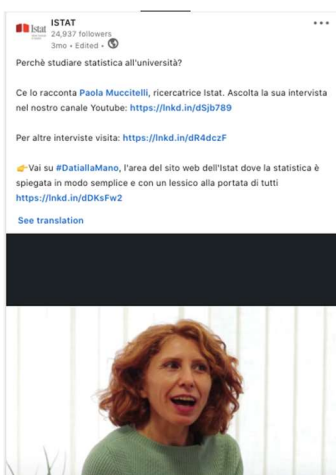 Istat
ISTAT
24,937 followers
3mo • Edited •
Perchè studiare statistica all'università?
Ce lo racconta Paola Muccitelli, ricercatrice Istat. Ascolta la sua intervista
nel nostro canale Youtube: https://lnkd.in/dSjb789
Per altre interviste visita: https://lnkd.in/dR4dczF
👉Vai su #DatiallaMano, l'area del sito web dell'Istat dove la statistica è
spiegata in modo semplice e con un lessico alla portata di tutti
https://lnkd.in/dDKsFw2
See translation